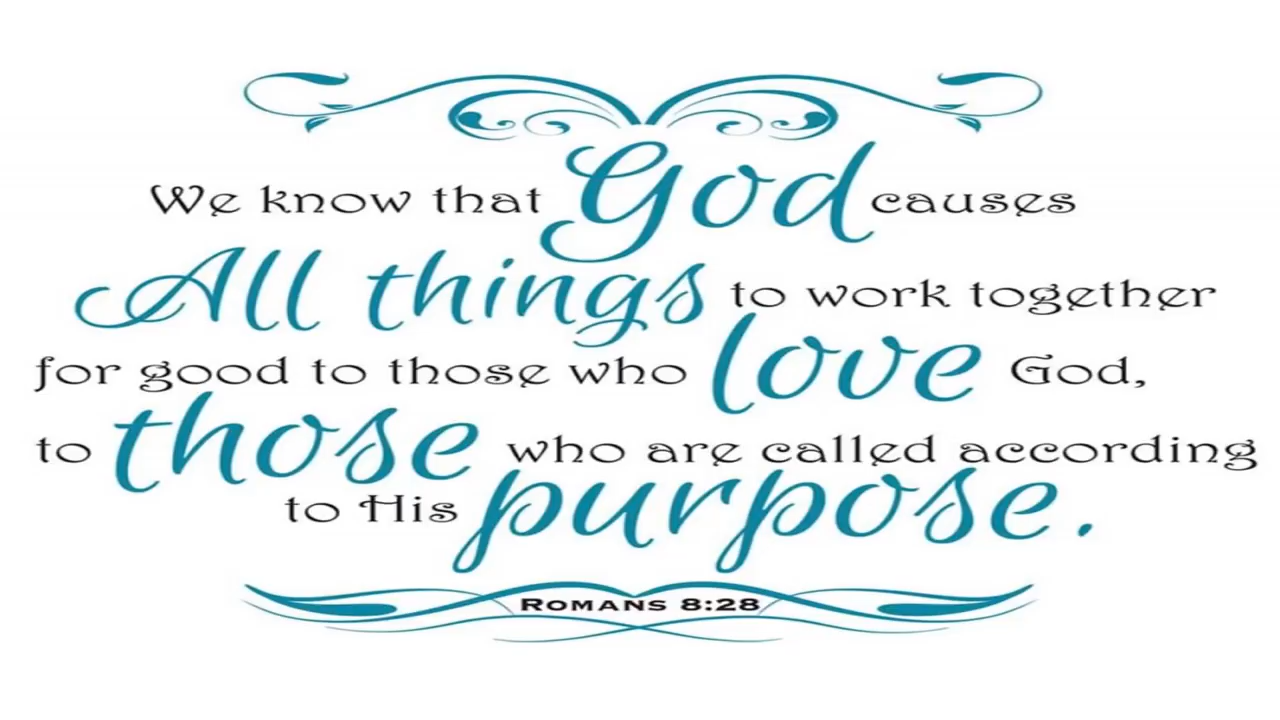 We know that God causes
All things to work together
for good to those who love God,
to those who are called according
to His purpose.
ROMANS 8:28